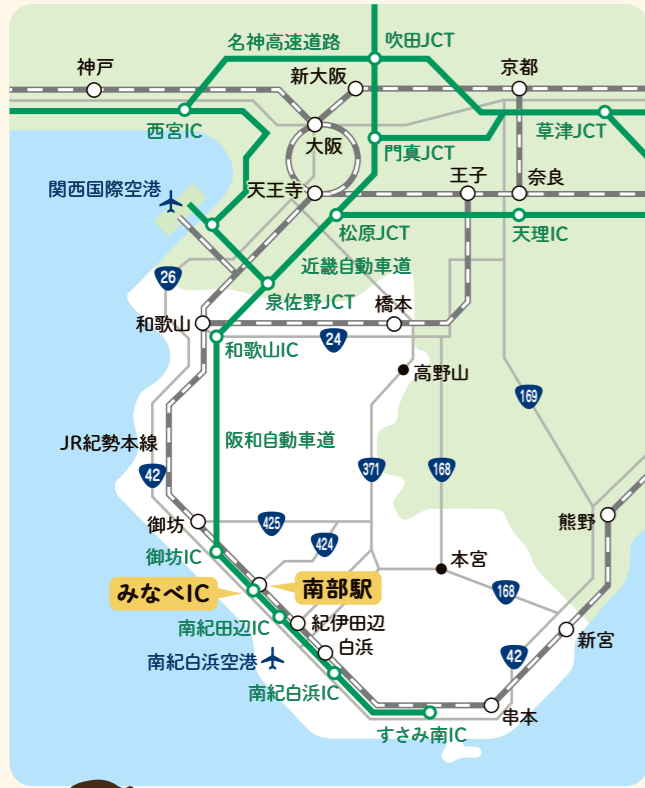 名神高速道路
吹田JCT
神戸
新大阪
京都
西宮IC
大阪
門真JCT
草津JCT
関西国際空港
天王寺
王子
奈良
松原JCT
天理IC
26
近畿自動車道
泉佐野JCT
橋本
和歌山
和歌山IC
24
高野山
169
JR紀勢本線
阪和自動車道
42
371
168
御坊
425
熊野
424
御坊IC
本宮
みなべIC
南部駅
168
南紀田辺IC
紀伊田辺
新宮
白浜
南紀白浜空港
42
南紀白浜IC
串本
すさみ南IC